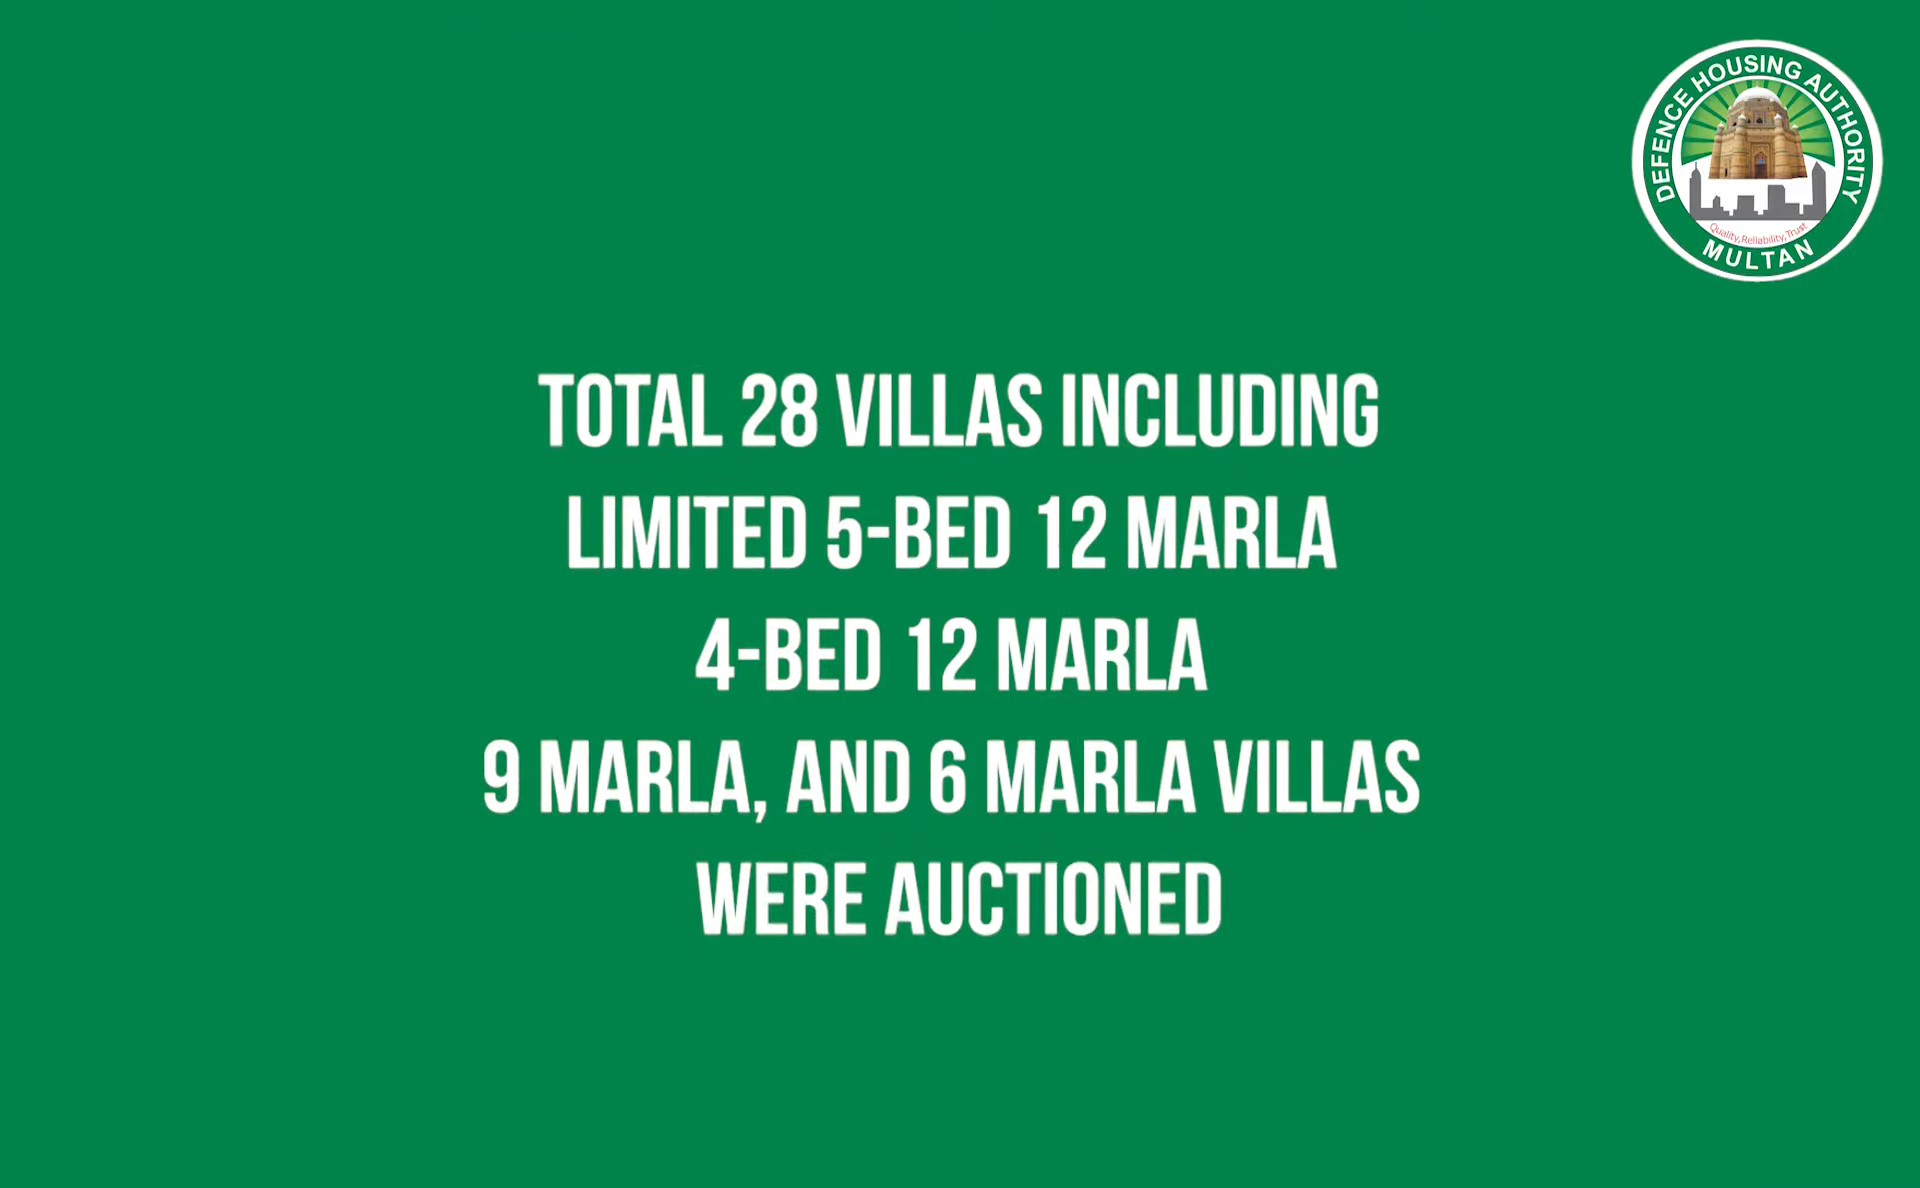 DEFENCE HOUSING AUTHORITY
Quality, Reliability, Trust
MULTAN
TOTAL 28 VILLAS INCLUDING
LIMITED 5-BED 12 MARLA
4-BED 12 MARLA
9 MARLA, AND 6 MARLA VILLAS
WERE AUCTIONED